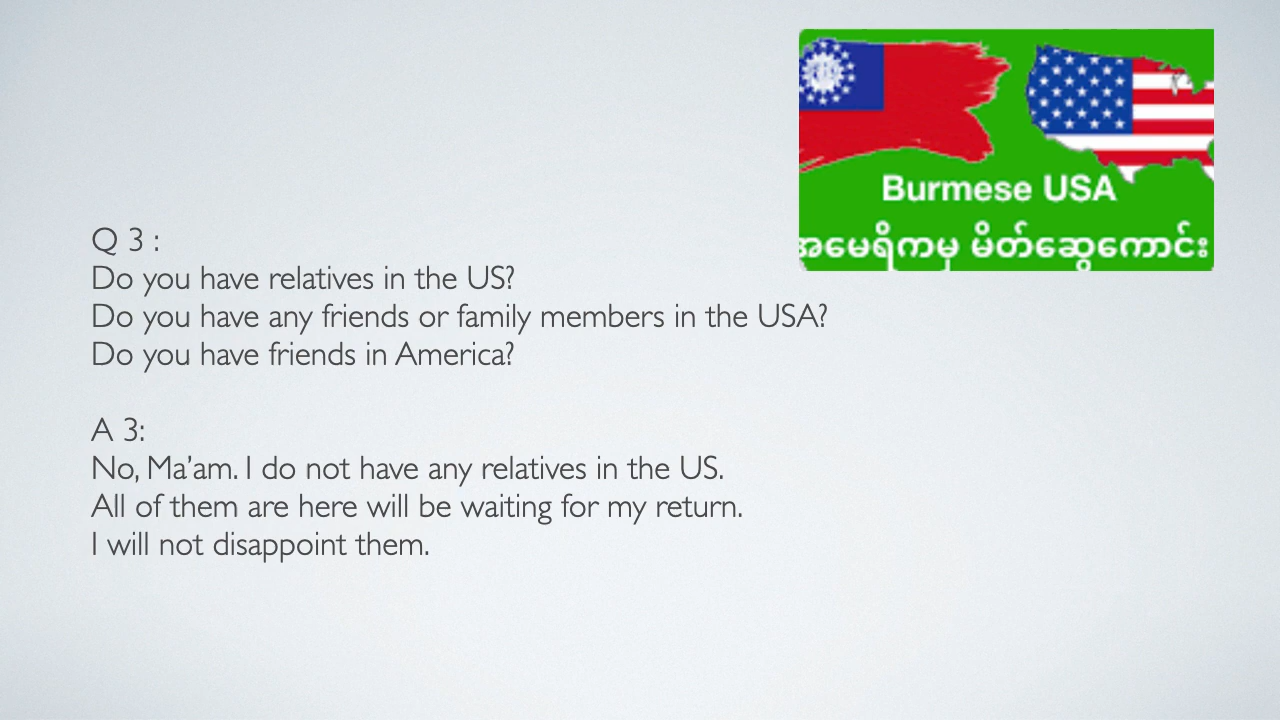 Burmese USA
အမေရိကမှ မိတ်ဆွေကောင်း
Q 3 :
Do you have relatives in the US?
Do you have any friends or family members in the USA?
Do you have friends in America?
A 3:
No, Ma’am. I do not have any relatives in the US.
All of them are here will be waiting for my return.
I will not disappoint them.